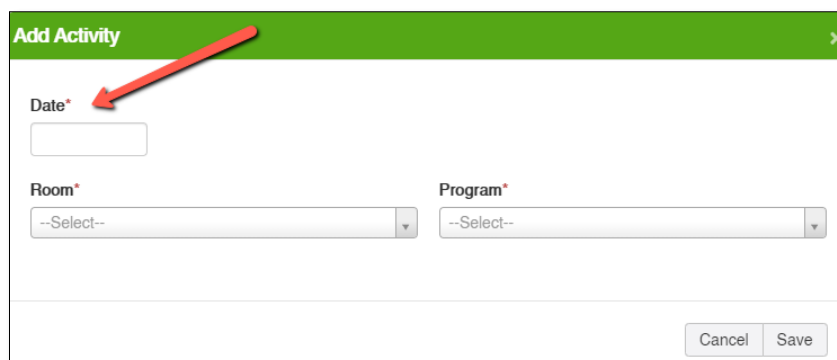 Add Activity ×
Date*
Room* Program*
--Select-- --Select--
Cancel Save